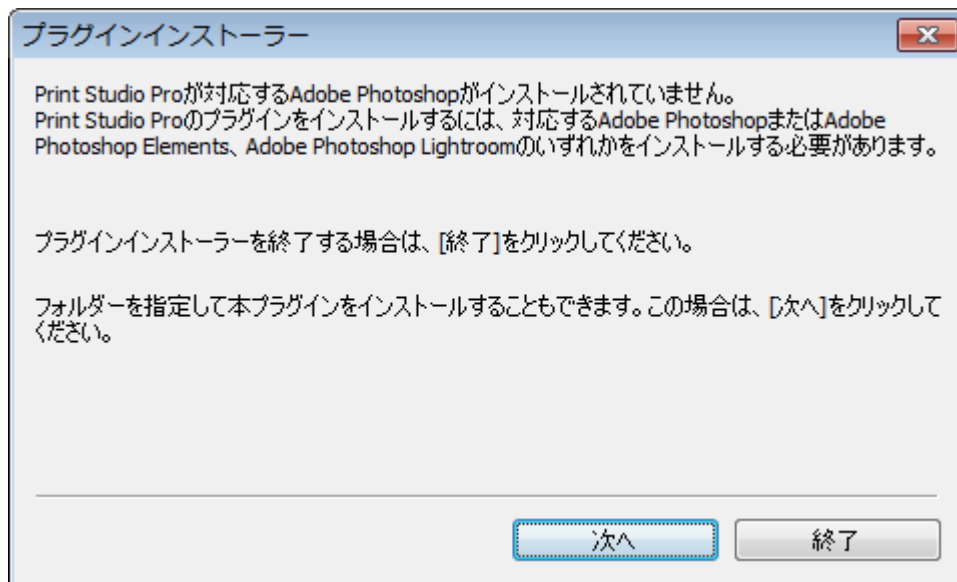 プラグインインストーラー
Print Studio Proが対応するAdobe Photoshopがインストールされていません。
Print Studio Proのプラグインをインストールするには、対応するAdobe PhotoshopまたはAdobe
Photoshop Elements、Adobe Photoshop Lightroomのいずれかをインストールする必要があります。
プラグインインストーラーを終了する場合は、[終了]をクリックしてください。
フォルダーを指定して本プラグインをインストールすることもできます。この場合は、[次へ]をクリックして
ください。
次へ
終了